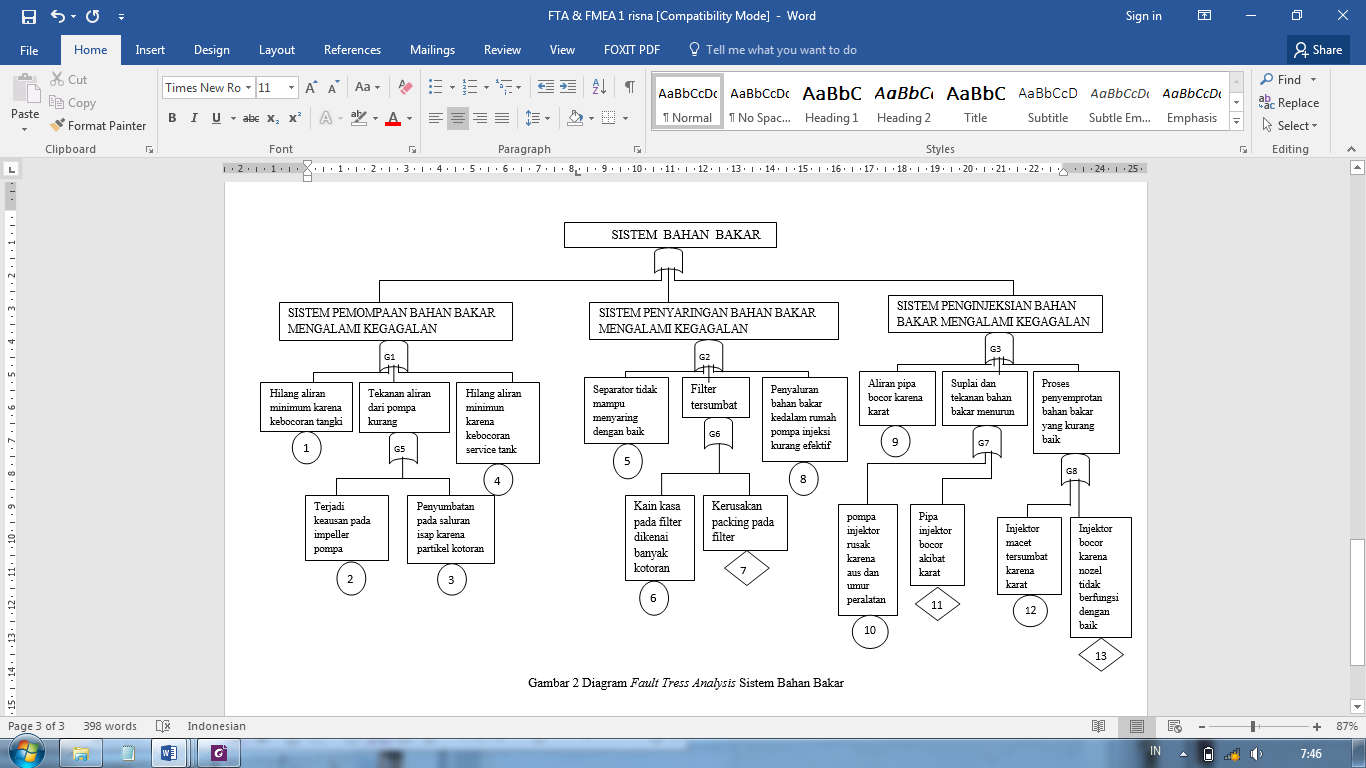 FTA & FMEA 1 risna [Compatibility Mode] - Word
Sign in
File
Home
Insert
Design
Layout
References
Mailings
Review
View
FOXIT PDF
Tell me what you want to do
Share
Paste
Cut
Copy
Format Painter
Clipboard
Times New Ro
11
Font
Paragraph
AaBbCcDc
¶ Normal
AaBbCcDc
¶ No Spac...
AaBbC
Heading 1
AaBbCc
Heading 2
AaBbC
Title
AaBbCcD
Subtitle
AaBbCcDc
Subtle Em...
AaBbCcDc
Emphasis
Styles
Find
Replace
Select
Editing
SISTEM BAHAN BAKAR
SISTEM PEMOMPAAN BAHAN BAKAR
MENGALAMI KEGAGALAN
SISTEM PENYARINGAN BAHAN BAKAR
MENGALAMI KEGAGALAN
SISTEM PENGINJEKSIAN BAHAN
BAKAR MENGALAMI KEGAGALAN
G1
G2
G3
Hilang aliran
minimum karena
kebocoran tangki
1
Tekanan aliran
dari pompa
kurang
G5
Hilang aliran
minimun
karena
kebocoran
service tank
4
Separator tidak
mampu
menyaring
dengan baik
5
Filter
tersumbat
G6
Penyaluran
bahan bakar
kedalam rumah
pompa injeksi
kurang efektif
8
Aliran pipa
bocor karena
karat
9
Suplai dan
tekanan bahan
bakar menurun
G7
Proses
penyemprotan
bahan bakar
yang kurang
baik
G8
Terjadi
keausan pada
impeller
pompa
2
Penyumbatan
pada saluran
isap karena
partikel kotoran
3
Kain kasa
pada filter
dikenai
banyak
kotoran
6
Kerusakan
packing pada
filter
7
pompa
injektor
rusak
karena
aus dan
umur
peralatan
10
Pipa
injektor
bocor
akibat
karat
11
Injektor
macet
tersumbat
karena
karat
12
Injektor
bocor
karena
nozel
tidak
berfungsi
dengan
baik
13
Gambar 2 Diagram Fault Tress Analysis Sistem Bahan Bakar
Page 3 of 3
398 words
Indonesian
87%
IN
7:46